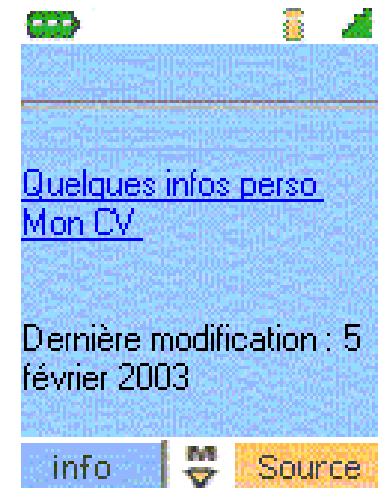 Quelques infos perso
Mon CV
Dernière modification : 5
février 2003
info M Source